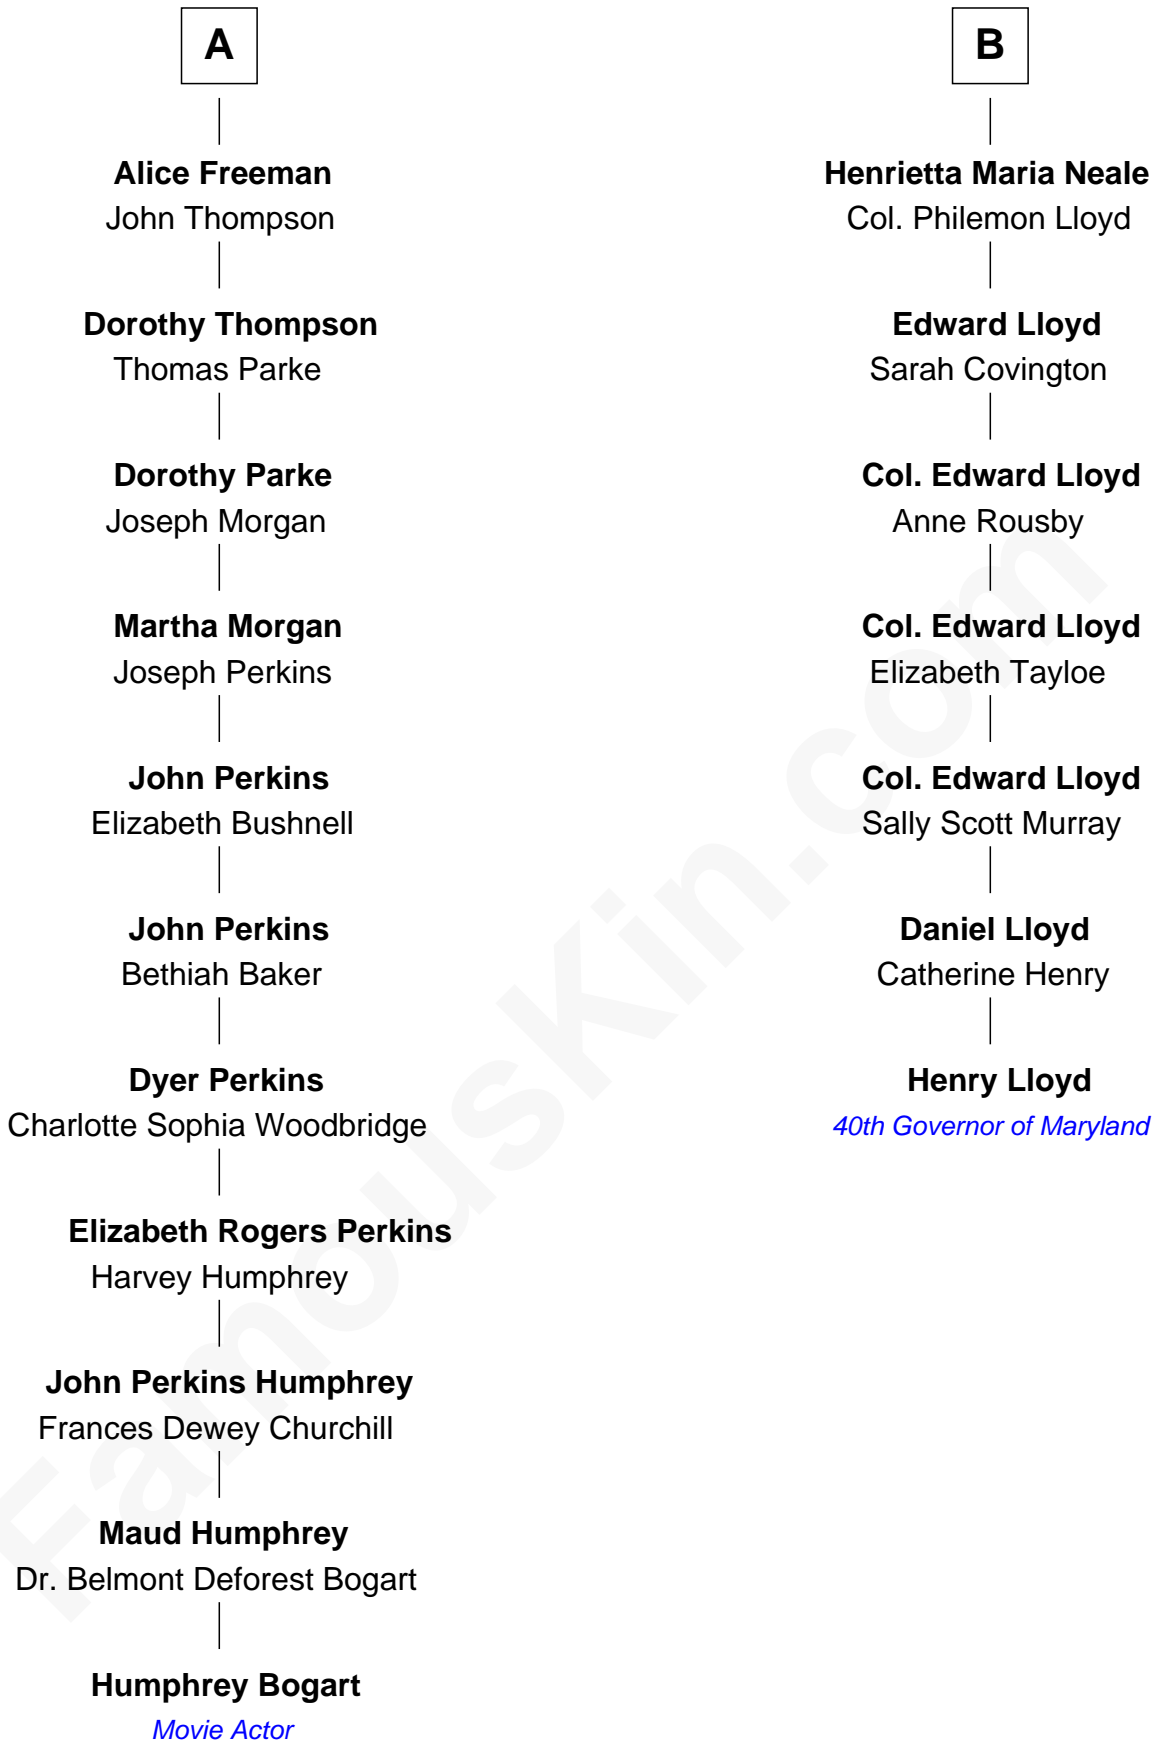 A
Alice Freeman
John Thompson
Dorothy Thompson
Thomas Parke
Dorothy Parke
Joseph Morgan
Martha Morgan
Joseph Perkins
John Perkins
Elizabeth Bushnell
John Perkins
Bethiah Baker
Dyer Perkins
Charlotte Sophia Woodbridge
Elizabeth Rogers Perkins
Harvey Humphrey
John Perkins Humphrey
Frances Dewey Churchill
Maud Humphrey
Dr. Belmont Deforest Bogart
Humphrey Bogart
Movie Actor
B
Henrietta Maria Neale
Col. Philemon Lloyd
Edward Lloyd
Sarah Covington
Col. Edward Lloyd
Anne Rousby
Col. Edward Lloyd
Elizabeth Tayloe
Col. Edward Lloyd
Sally Scott Murray
Daniel Lloyd
Catherine Henry
Henry Lloyd
40th Governor of Maryland
FamousKin.com